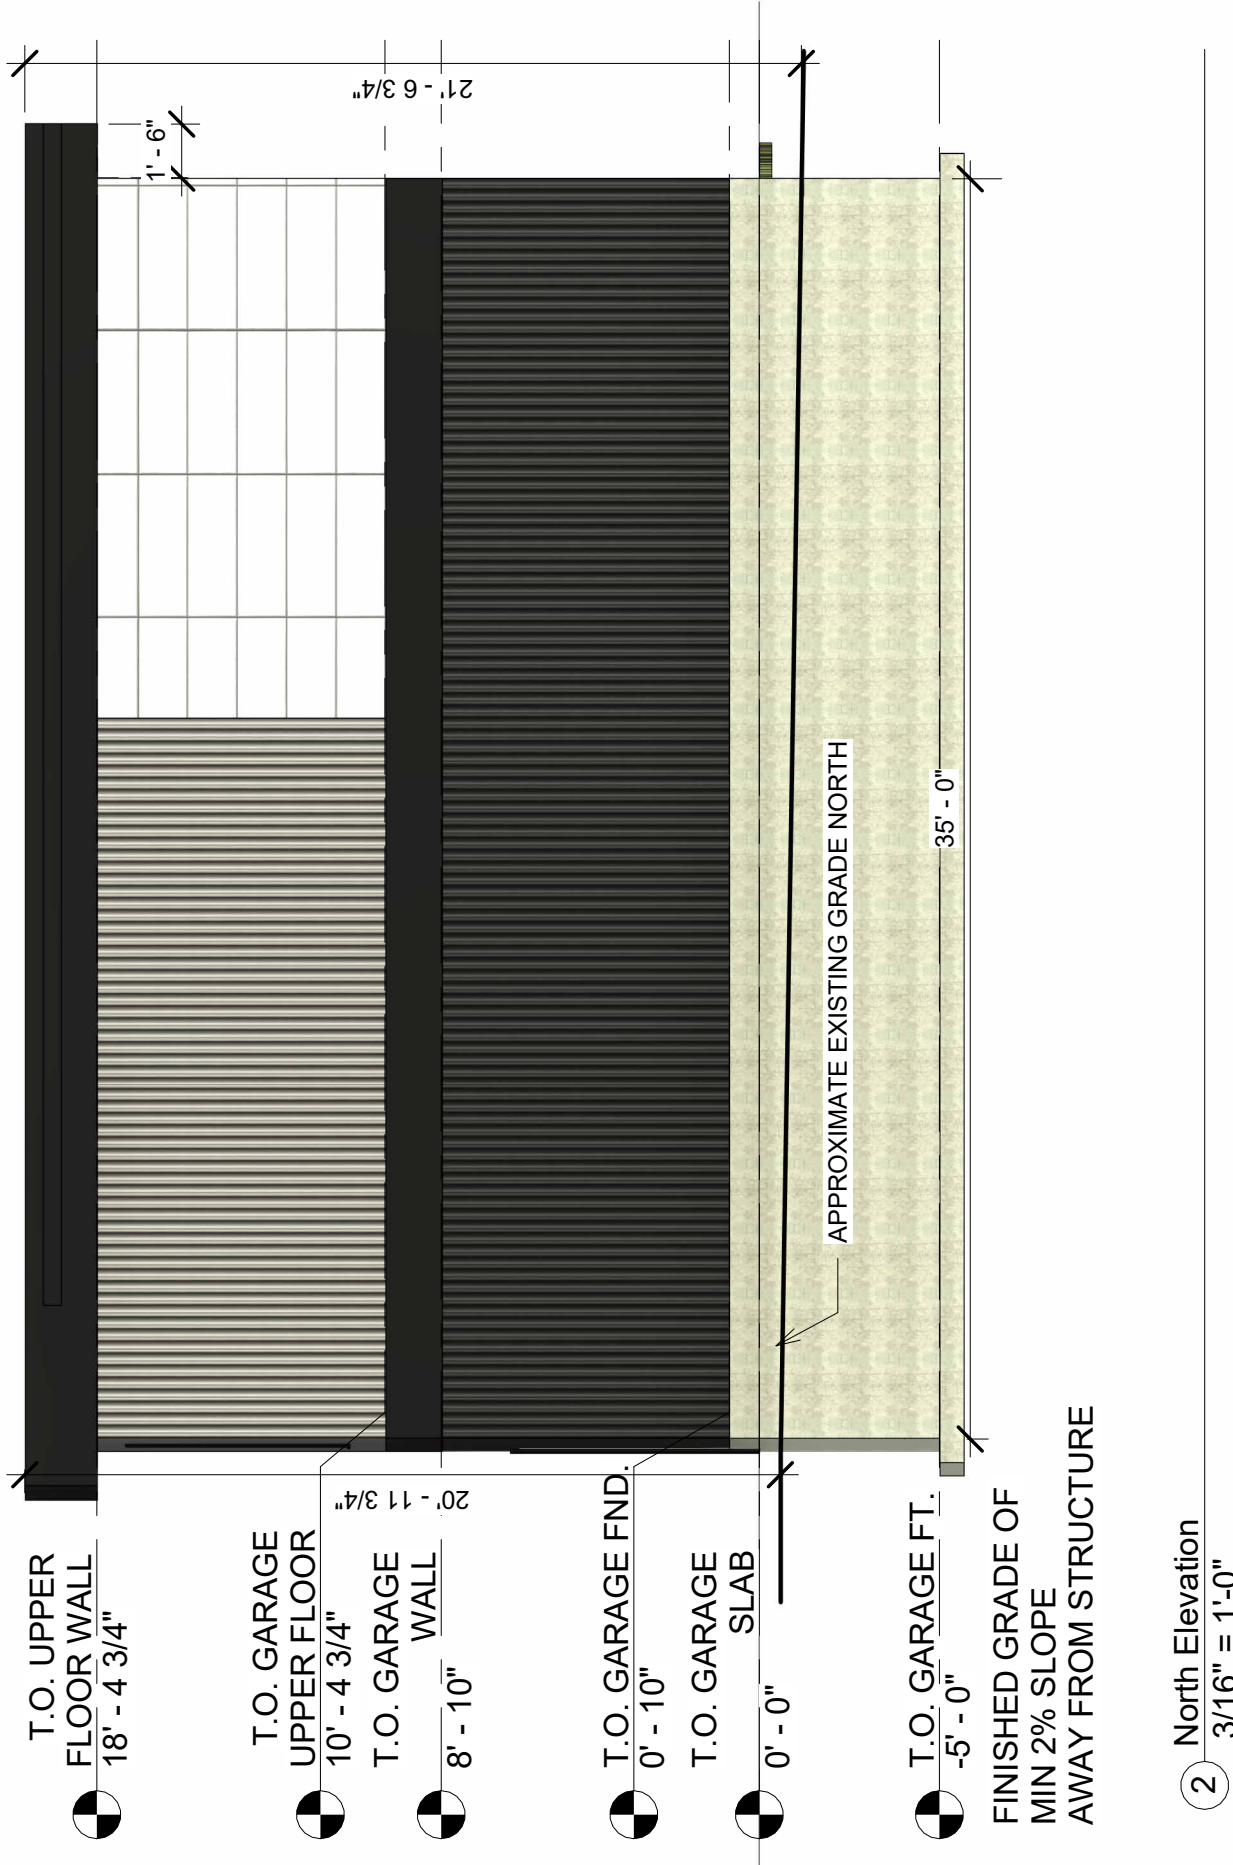 T.O. UPPER
FLOOR WALL
18' - 4 3/4"
T.O. GARAGE
UPPER FLOOR
10' - 4 3/4"
T.O. GARAGE
WALL
8' - 10"
T.O. GARAGE FND.
0' - 10"
T.O. GARAGE
SLAB
0' - 0"
T.O. GARAGE FT.
-5' - 0"
FINISHED GRADE OF
MIN 2% SLOPE
AWAY FROM STRUCTURE
20' - 11 3/4"
APPROXIMATE EXISTING GRADE NORTH
35' - 0"
1' - 6"
21' - 6 3/4"
2
North Elevation
3/16" = 1'-0"